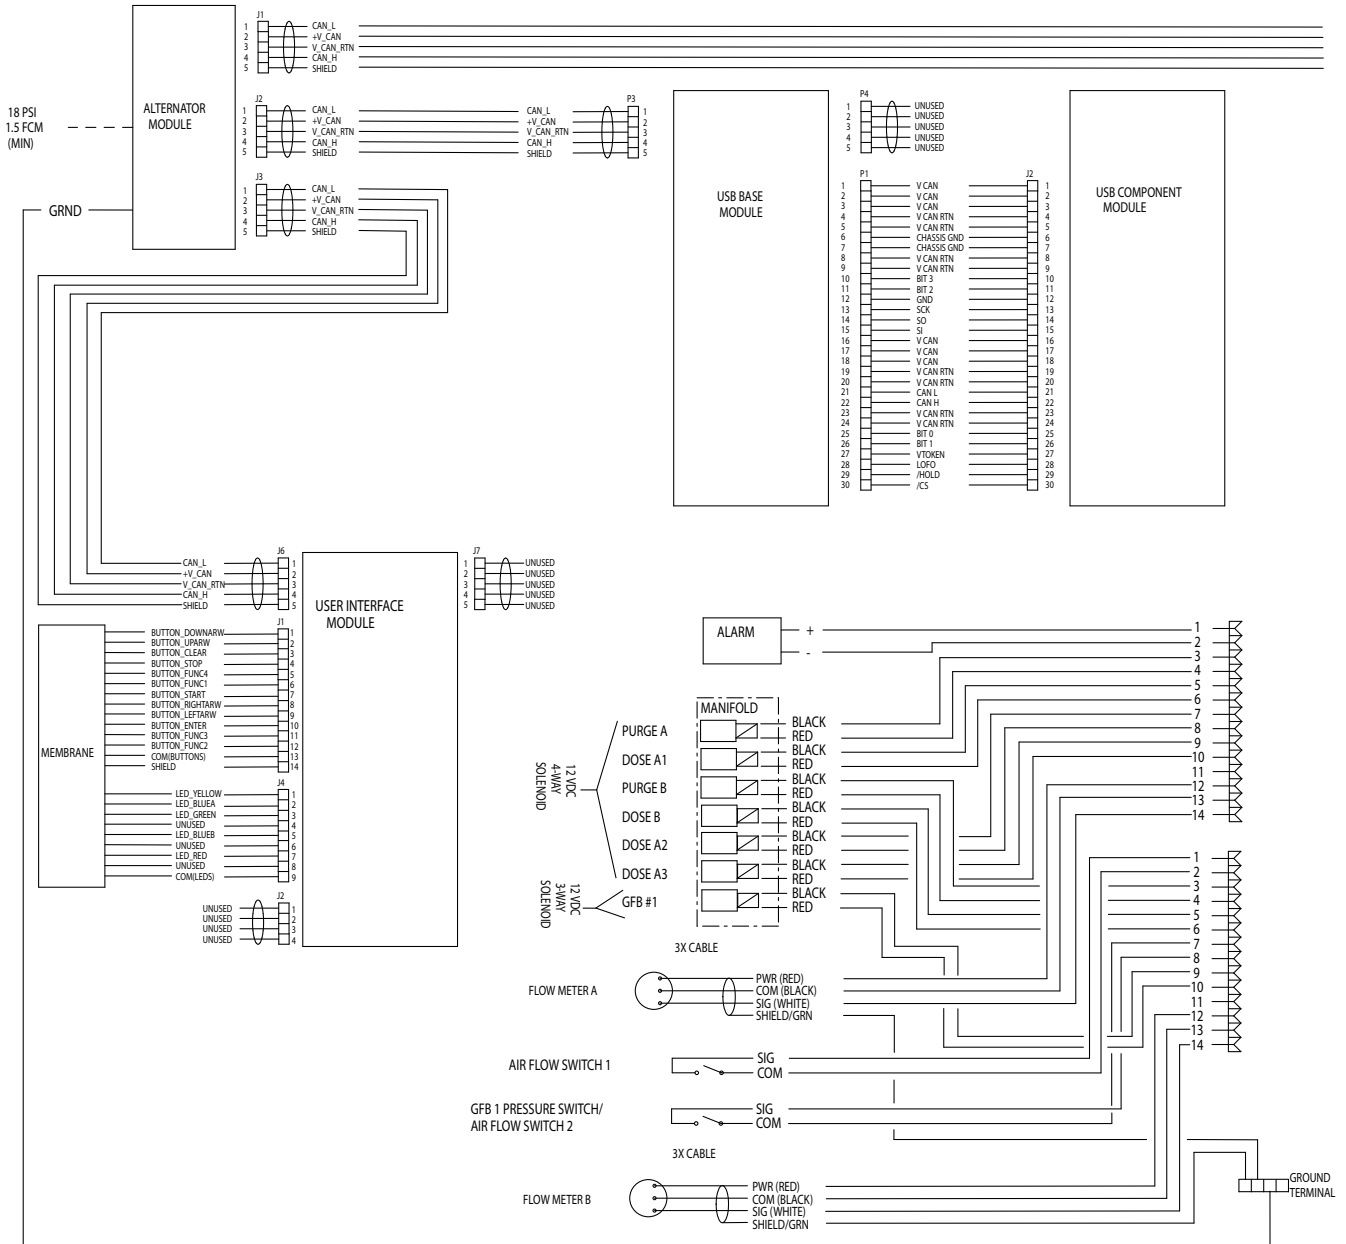 J1
1 CAN_L
2 +V_CAN
3 V_CAN_RTN
4 CAN_H
5 SHIELD
ALTERNATOR
MODULE
18 PSI
1.5 FCM
(MIN)
GRND
J2
1 CAN_L
2 +V_CAN
3 V_CAN_RTN
4 CAN_H
5 SHIELD
P3
CAN_L 1
+V_CAN 2
V_CAN_RTN 3
CAN_H 4
SHIELD 5
J3
1 CAN_L
2 +V_CAN
3 V_CAN_RTN
4 CAN_H
5 SHIELD
USB BASE
MODULE
P4
1 UNUSED
2 UNUSED
3 UNUSED
4 UNUSED
5 UNUSED
USB COMPONENT
MODULE
P1 J2
1 V CAN 1
2 V CAN 2
3 V CAN 3
4 V CAN RTN 4
5 V CAN RTN 5
6 CHASSIS GND 6
7 CHASSIS GND 7
8 V CAN RTN 8
9 V CAN RTN 9
10 BIT 3 10
11 BIT 2 11
12 GND 12
13 SCK 13
14 SO 14
15 SI 15
16 V CAN 16
17 V CAN 17
18 V CAN 18
19 V CAN RTN 19
20 V CAN RTN 20
21 CAN L 21
22 CAN H 22
23 V CAN RTN 23
24 V CAN RTN 24
25 BIT 0 25
26 BIT 1 26
27 VTOKEN 27
28 LOFO 28
29 /HOLD 29
30 /CS 30
J6
CAN_L 1
+V_CAN 2
V_CAN_RTN 3
CAN_H 4
SHIELD 5
USER INTERFACE
MODULE
J7
1 UNUSED
2 UNUSED
3 UNUSED
4 UNUSED
5 UNUSED
MEMBRANE
J1
BUTTON_DOWNARW 1
BUTTON_UPARW 2
BUTTON_CLEAR 3
BUTTON_STOP 4
BUTTON_FUNC4 5
BUTTON_FUNC1 6
BUTTON_START 7
BUTTON_RIGHTARW 8
BUTTON_LEFTARW 9
BUTTON_ENTER 10
BUTTON_FUNC3 11
BUTTON_FUNC2 12
COM(BUTTONS) 13
SHIELD 14
J4
LED_YELLOW 1
LED_BLUEA 2
LED_GREEN 3
UNUSED 4
LED_BLUEB 5
UNUSED 6
LED_RED 7
UNUSED 8
COM(LEDS) 9
J2
UNUSED 1
UNUSED 2
UNUSED 3
UNUSED 4
ALARM
+
-
MANIFOLD
12 VDC
4-WAY
SOLENOID
PURGE A
BLACK
RED
DOSE A1
BLACK
RED
PURGE B
BLACK
RED
DOSE B
BLACK
RED
DOSE A2
BLACK
RED
DOSE A3
BLACK
RED
12 VDC
3-WAY
SOLENOID
GFB #1
BLACK
RED
1
2
3
4
5
6
7
8
9
10
11
12
13
14
1
2
3
4
5
6
7
8
9
10
11
12
13
14
3X CABLE
FLOW METER A
PWR (RED)
COM (BLACK)
SIG (WHITE)
SHIELD/GRN
AIR FLOW SWITCH 1
SIG
COM
GFB 1 PRESSURE SWITCH/
AIR FLOW SWITCH 2
SIG
COM
3X CABLE
FLOW METER B
PWR (RED)
COM (BLACK)
SIG (WHITE)
SHIELD/GRN
GROUND
TERMINAL